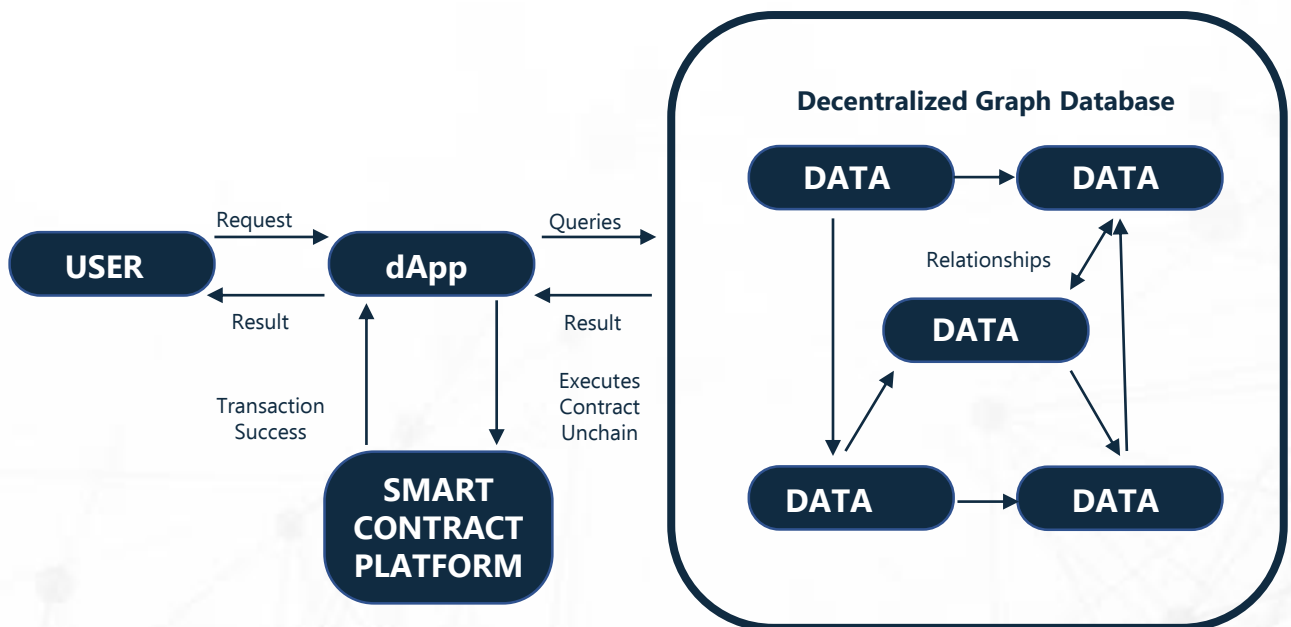 Decentralized Graph Database
DATA
DATA
Request
Queries
USER
dApp
Relationships
Result
Result
DATA
Transaction
Success
Executes
Contract
Unchain
SMART
CONTRACT
PLATFORM
DATA
DATA